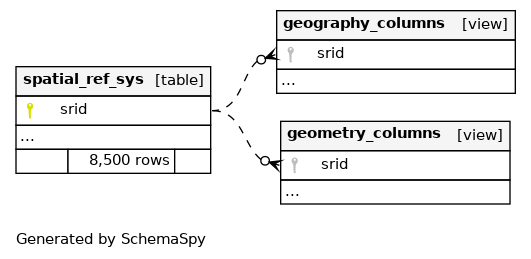 geography_columns [view]
srid
...
spatial_ref_sys [table]
srid
...
8,500 rows
geometry_columns [view]
srid
...
Generated by SchemaSpy